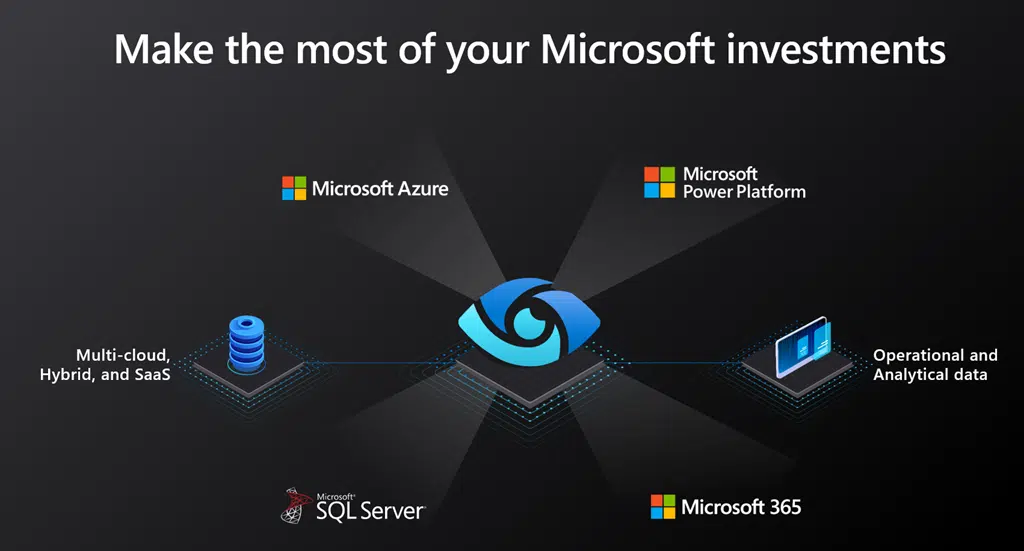 Make the most of your Microsoft investments
Microsoft Azure
Microsoft
Power Platform
Multi-cloud,
Hybrid, and SaaS
Operational and
Analytical data
Microsoft®
SQL Server
Microsoft 365